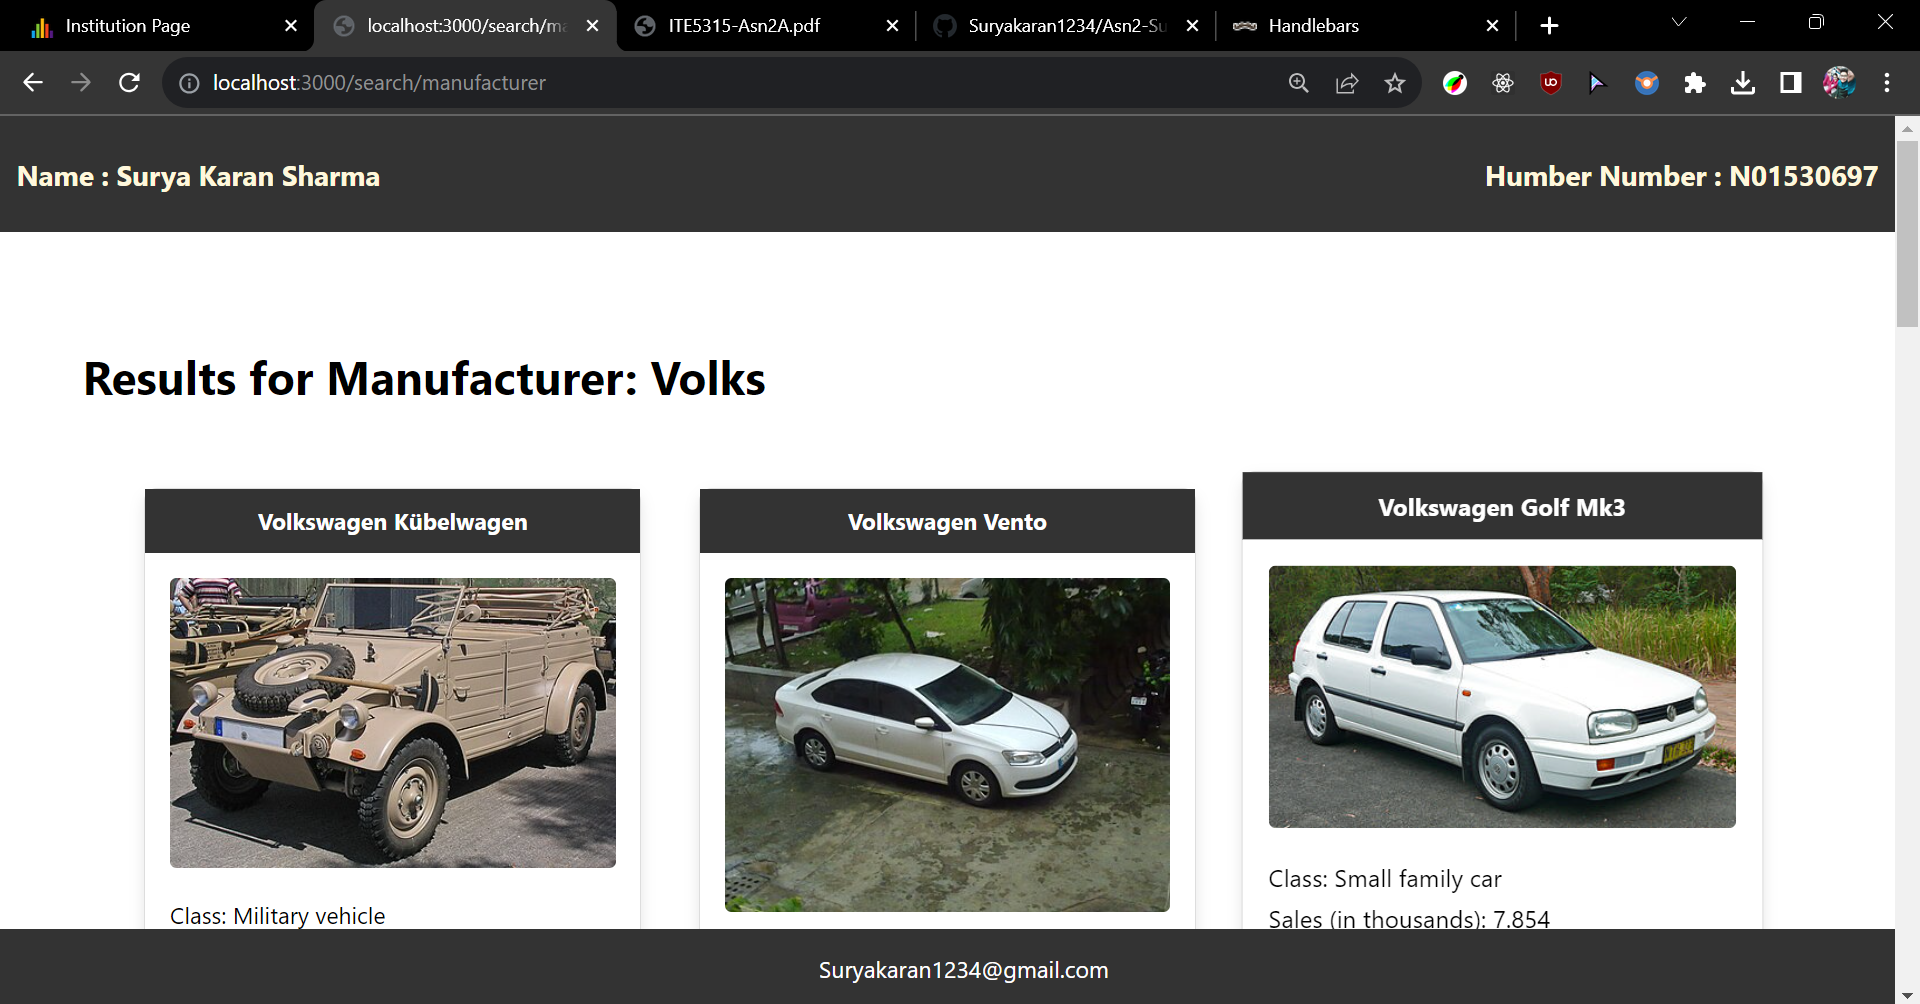 Institution Page
localhost:3000/search/ma
ITE5315-Asn2A.pdf
Suryakaran1234/Asn2-Su
Handlebars
localhost:3000/search/manufacturer
Name : Surya Karan Sharma
Humber Number : N01530697
Results for Manufacturer: Volks
Volkswagen Kübelwagen
Volkswagen Vento
Volkswagen Golf Mk3
Class: Military vehicle
Class: Small family car
Sales (in thousands): 7.854
Suryakaran1234@gmail.com